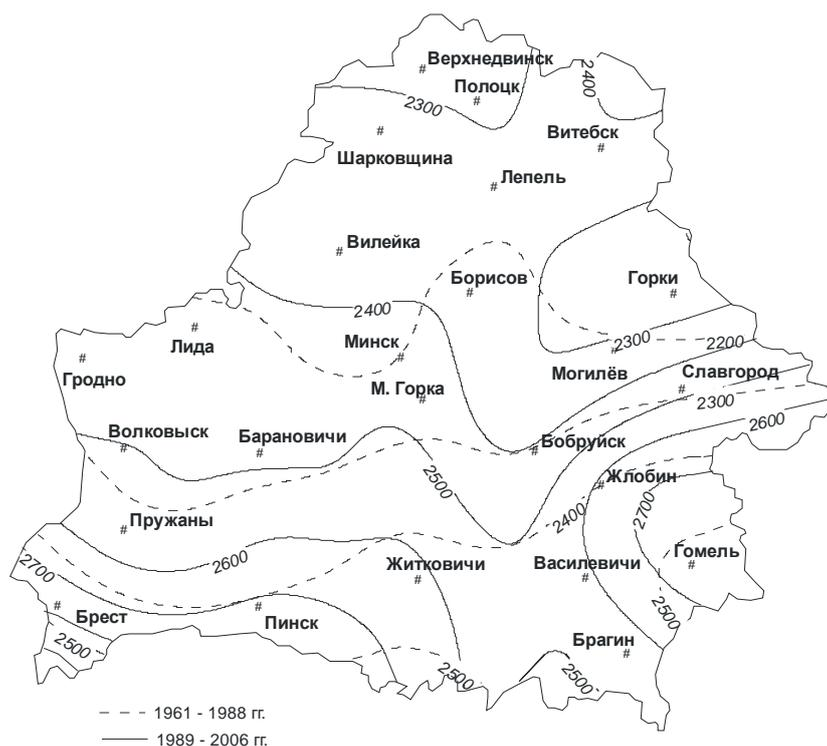 Верхнедвинск
Полоцк
2400
2300
Витебск
Шарковщина
Лепель
Вилейка
Борисов
Горки
2400
Лида
Минск
2300
2200
Гродно
М. Горка
Могилёв
Славгород
2300
2600
Волковыск
Барановичи
Бобруйск
2500
Жлобин
2700
2400
Пружаны
2600
Житковичи
Василевичи
Гомель
2700
Брест
Пинск
2500
2500
Брагин
2500
2500
1961 - 1988 гг.
1989 - 2006 гг.